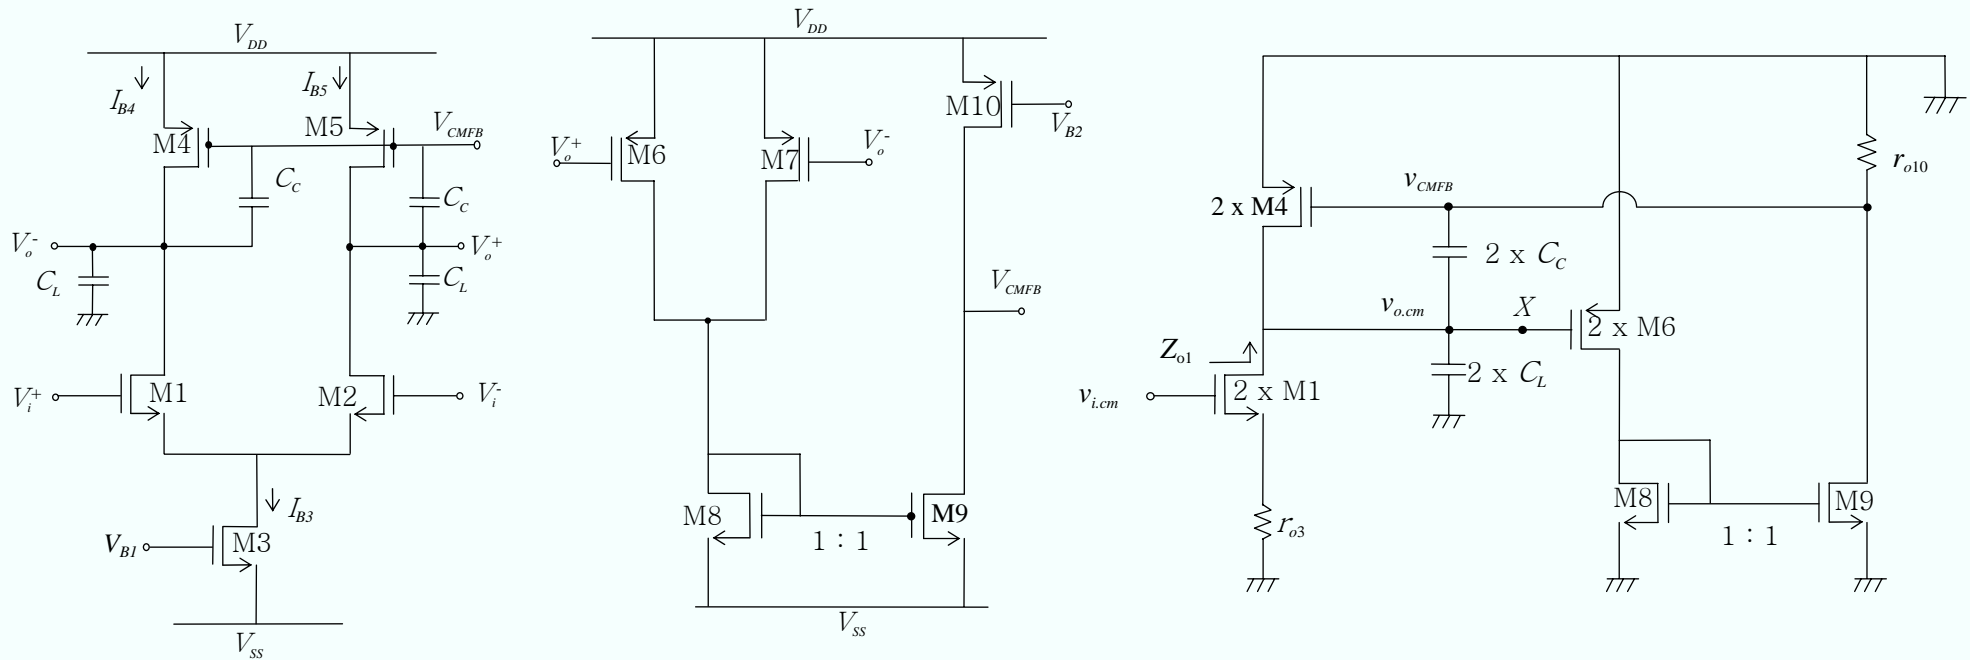 V_DD
I_B4
I_B5
M4
M5
V_CMFB
C_C
C_C
V_o^-
V_o^+
C_L
C_L
V_i^+
M1
M2
V_i^-
I_B3
V_B1
M3
V_SS
V_DD
M10
V_B2
V_o^+
M6
M7
V_o^-
V_CMFB
M8
M9
1 : 1
V_SS
r_o10
v_CMFB
2 x M4
2 x C_C
v_o.cm
X
2 x M6
Z_o1
2 x C_L
v_i.cm
2 x M1
r_o3
M8
M9
1 : 1